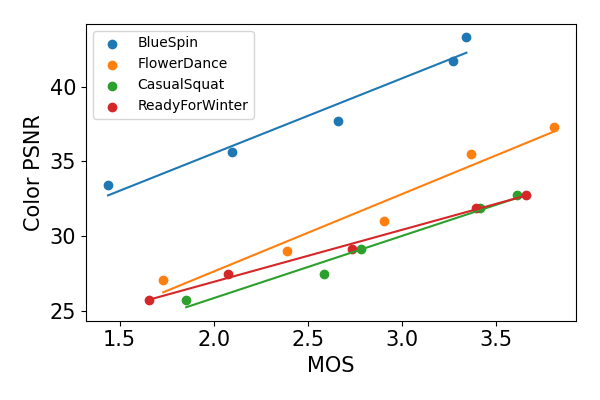 BlueSpin
FlowerDance
CasualSquat
ReadyForWinter
Color PSNR
40
35
30
25
1.5 2.0 2.5 3.0 3.5
MOS